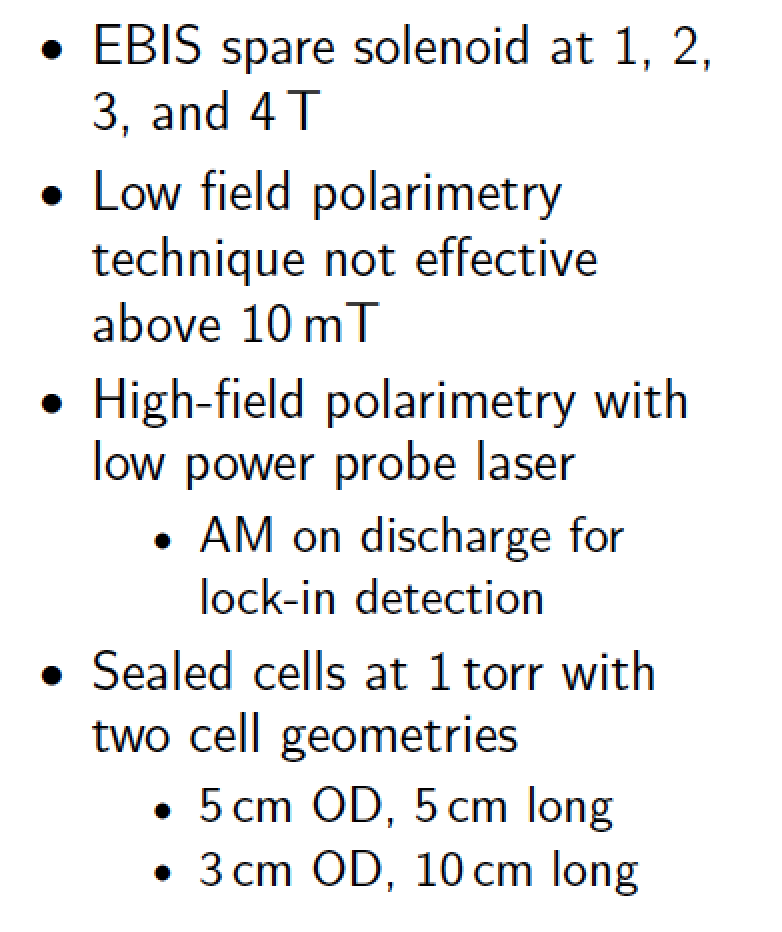 • EBIS spare solenoid at 1, 2,
3, and 4 T
• Low field polarimetry
technique not effective
above 10 mT
• High-field polarimetry with
low power probe laser
• AM on discharge for
lock-in detection
• Sealed cells at 1 torr with
two cell geometries
• 5 cm OD, 5 cm long
• 3 cm OD, 10 cm long